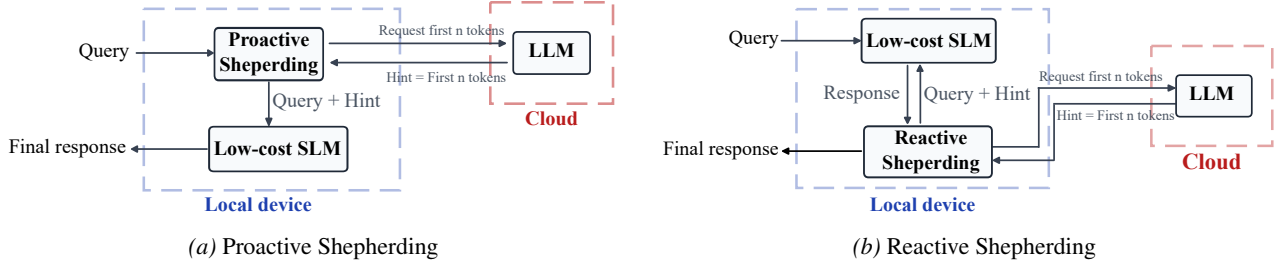 Query
Proactive
Sheperding
Request first n tokens
LLM
Hint = First n tokens
Query + Hint
Cloud
Final response
Low-cost SLM
Local device
(a) Proactive Shepherding
Query
Low-cost SLM
Response
Query + Hint
Request first n tokens
LLM
Hint = First n tokens
Reactive
Sheperding
Final response
Cloud
Local device
(b) Reactive Shepherding